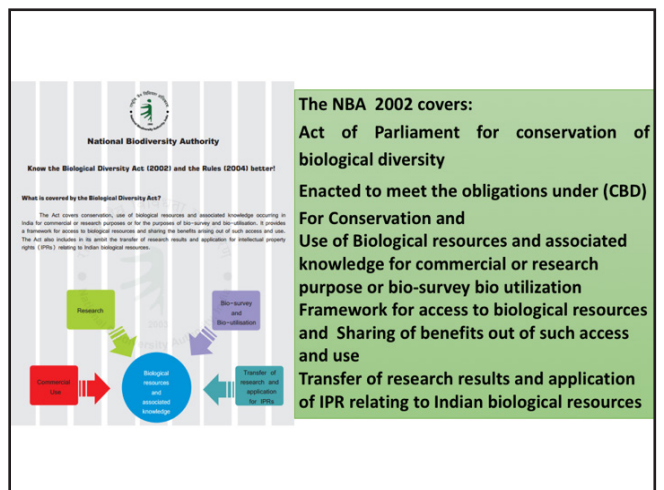 National Biodiversity Authority
Know the Biological Diversity Act (2002) and the Rules (2004) better!
What is covered by the Biological Diversity Act?
The Act covers conservation, use of biological resources and associated knowledge occurring in
India for commercial or research purposes or for the purposes of bio-survey and bio-utilisation. It provides
a framework for access to biological resources and sharing the benefits arising out of such access and use.
The Act also includes in its ambit the transfer of research results and application for intellectual property
rights (IPRs) relating to Indian biological resources.
Research
Bio-survey
and
Bio-utilisation
Commercial
Use
Biological
resources
and
associated
knowledge
Transfer of
research and
application
for IPRs
The NBA 2002 covers:
Act of Parliament for conservation of
biological diversity
Enacted to meet the obligations under (CBD)
For Conservation and
Use of Biological resources and associated
knowledge for commercial or research
purpose or bio-survey bio utilization
Framework for access to biological resources
and Sharing of benefits out of such access
and use
Transfer of research results and application
of IPR relating to Indian biological resources